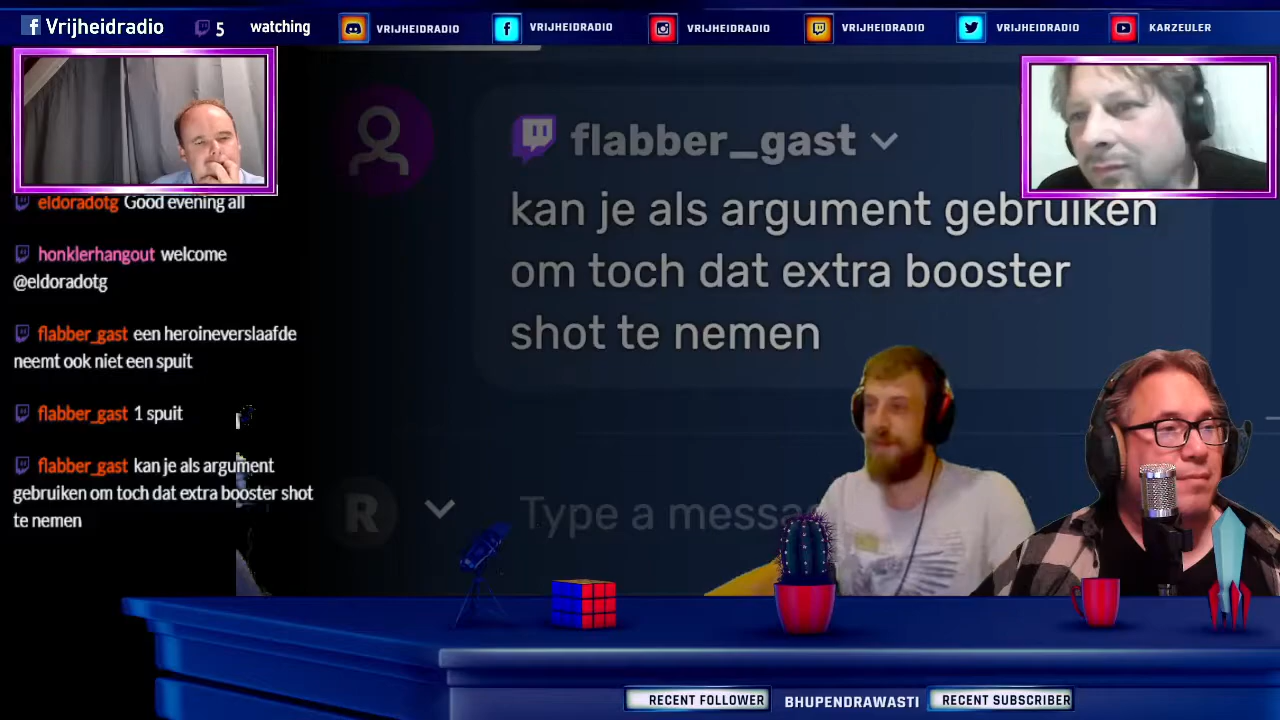 Vrijheidradio
5
watching
VRIJHEIDRADIO
VRIJHEIDRADIO
VRIJHEIDRADIO
VRIJHEIDRADIO
VRIJHEIDRADIO
KARZEULER
flabber_gast
kan je als argument gebruiken
om toch dat extra booster
shot te nemen
eldoradotg Good evening all
honklerhangout welcome
@eldoradotg
flabber_gast een heroineverslaafde
neemt ook niet een spuit
flabber_gast 1 spuit
flabber_gast kan je als argument
gebruiken om toch dat extra booster shot
te nemen
R
Type a messa
RECENT FOLLOWER
BHUPENDRAWASTI
RECENT SUBSCRIBER